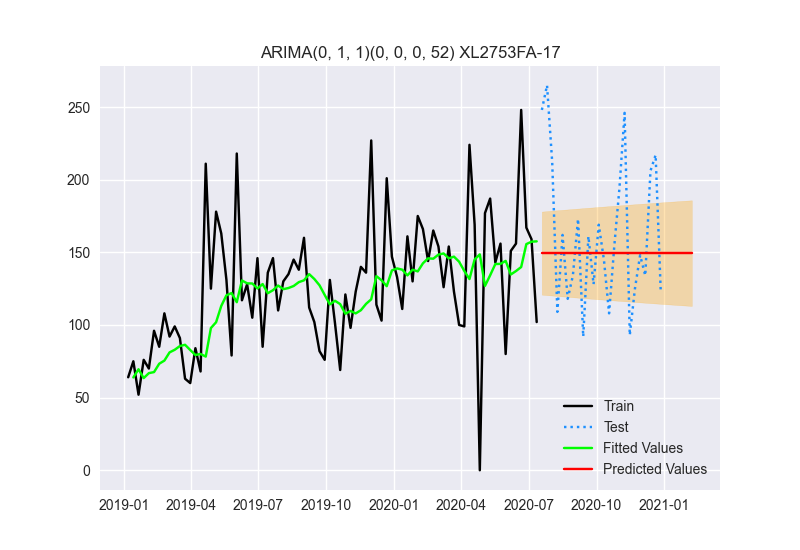 ARIMA(0, 1, 1)(0, 0, 0, 52) XL2753FA-17
250
200
150
100
50
0
Train
Test
Fitted Values
Predicted Values
2019-01 2019-04 2019-07 2019-10 2020-01 2020-04 2020-07 2020-10 2021-01